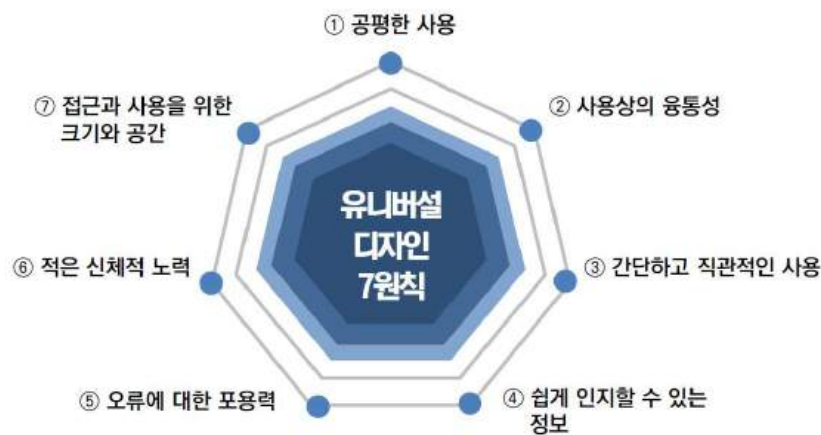 ① 공평한 사용
② 사용상의 융통성
③ 간단하고 직관적인 사용
④ 쉽게 인지할 수 있는
정보
⑤ 오류에 대한 포용력
⑥ 적은 신체적 노력
⑦ 접근과 사용을 위한
크기와 공간
유니버설
디자인
7원칙